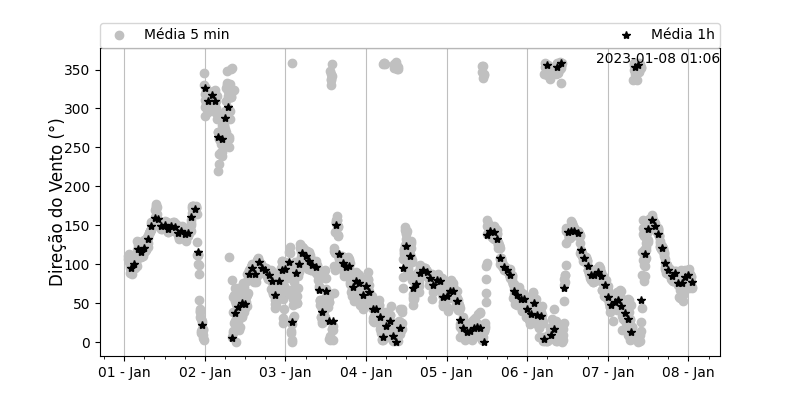 Média 5 min
Média 1h
2023-01-08 01:06
Direção do Vento (°)
350
300
250
200
150
100
50
0
01 - Jan
02 - Jan
03 - Jan
04 - Jan
05 - Jan
06 - Jan
07 - Jan
08 - Jan